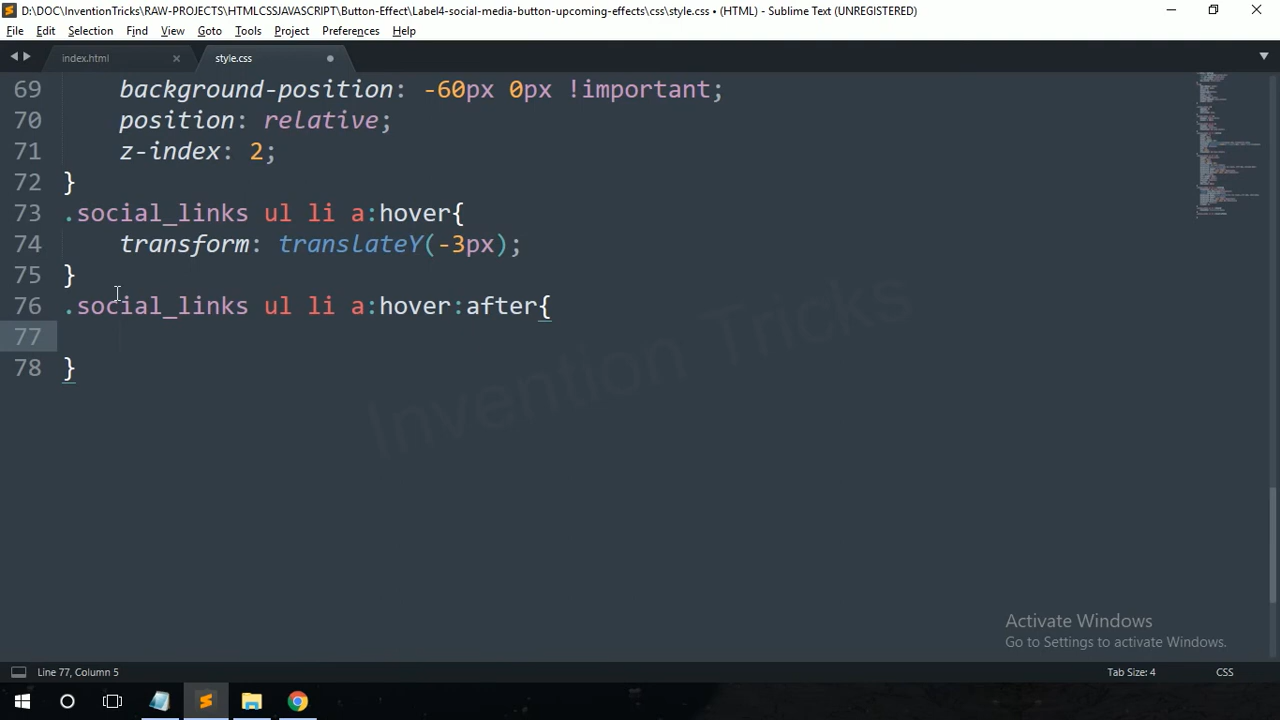 D:\DOC\InventionTricks\RAW-PROJECTS\HTMLCSSJAVASCRIPT\Button-Effect\Label4-social-media-button-upcoming-effects\css\style.css • (HTML) - Sublime Text (UNREGISTERED)
File Edit Selection Find View Goto Tools Project Preferences Help
index.html style.css
69 background-position: -60px 0px !important;
70 position: relative;
71 z-index: 2;
72 }
73 .social_links ul li a:hover{
74 transform: translateY(-3px);
75 }
76 .social_links ul li a:hover:after{
77
78 }
Invention Tricks
Activate Windows
Go to Settings to activate Windows.
Line 77, Column 5 Tab Size: 4 CSS